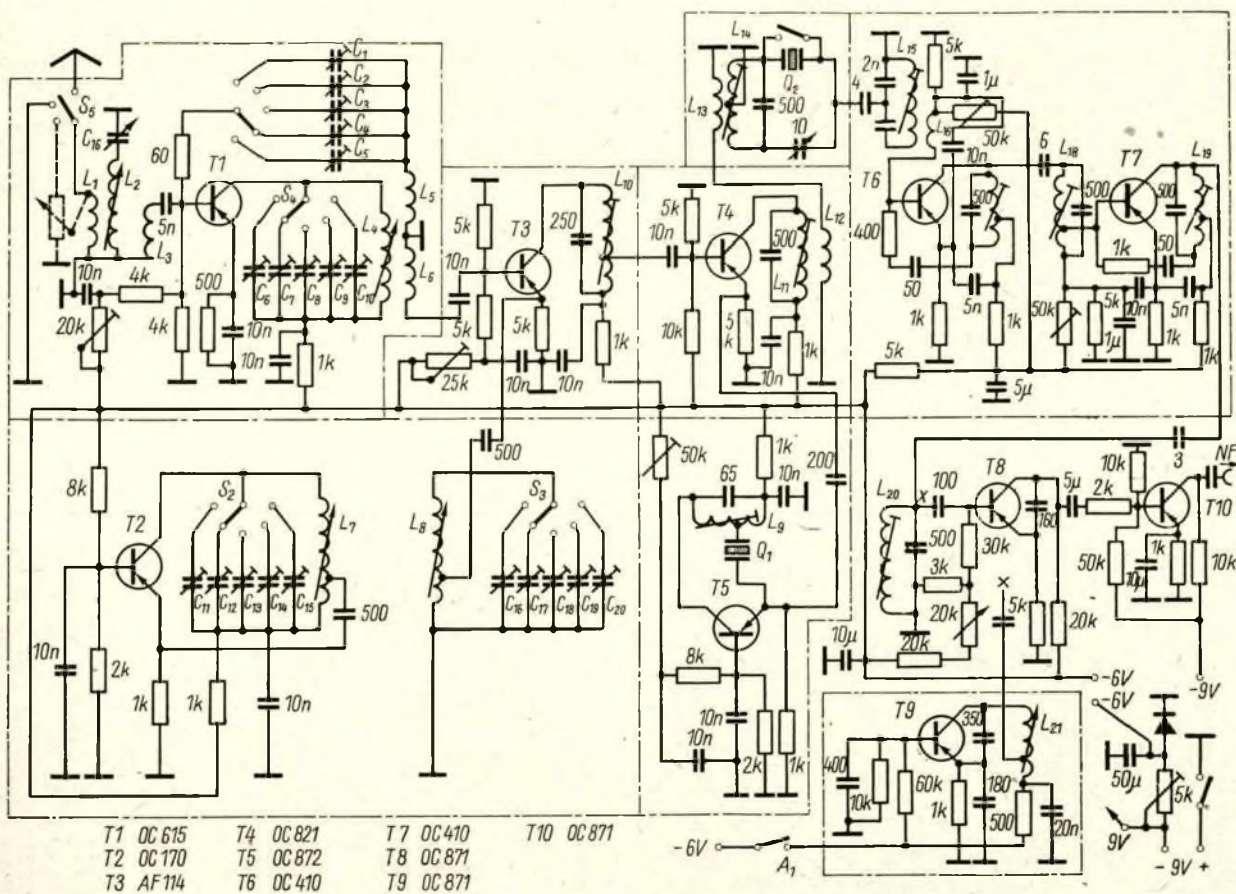 S5
C16
L1
L2
L3
5n
10n
20k
4k
4k
60
T1
500
10n
10n
1k
S4
C6
C7
C8
C9
C10
C1
C2
C3
C4
C5
L4
L5
L6
10n
5k
5k
25k
T3
5k
10n
10n
250
L10
1k
10n
5k
10k
T4
5k
10n
500
L11
1k
L12
L13
L14
500
Q2
10
4
2n
L15
5k
1µ
50k
L16
10n
T6
400
50
1k
500
5n
1k
5µ
5k
6
L18
500
T7
1k
50
500
L19
50k
5k
1µ
10n
5n
1k
1k
8k
T2
10n
2k
1k
1k
10n
500
S2
C11
C12
C13
C14
C15
L7
500
L8
S3
C16
C17
C18
C19
C20
50k
65
1k
10n
L9
Q1
T5
8k
10n
10n
2k
1k
200
L20
x
100
500
3k
30k
20k
20k
10µ
T8
160
x
5k
20k
5µ
2k
10k
50k
10µ
1k
T10
10k
3
NF
-6V
-6V
-9V
T9
400
10k
60k
1k
350
180
L21
500
20n
-6V
A1
50µ
5k
9V
-9V +
T1 OC 615 T4 OC 821 T7 OC 410 T10 OC 871
T2 OC 170 T5 OC 872 T8 OC 871
T3 AF 114 T6 OC 410 T9 OC 871